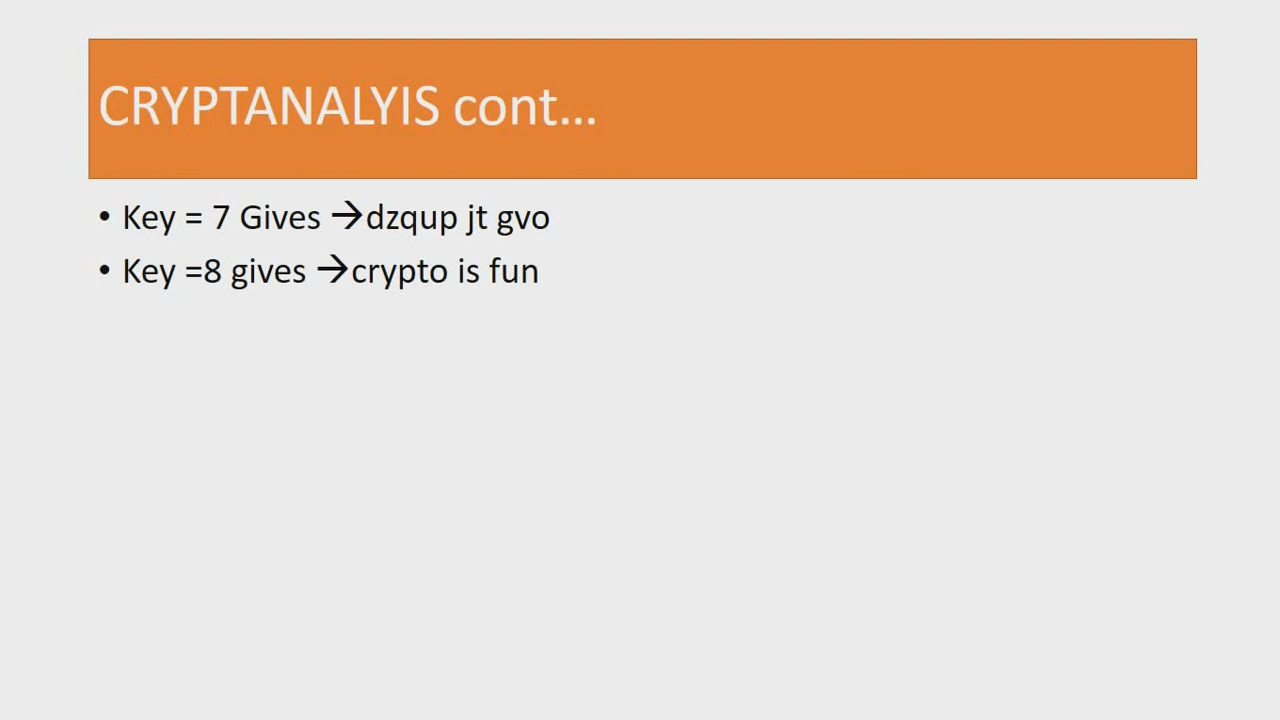 CRYPTANALYIS cont...
• Key = 7 Gives →dzqup jt gvo
• Key =8 gives →crypto is fun